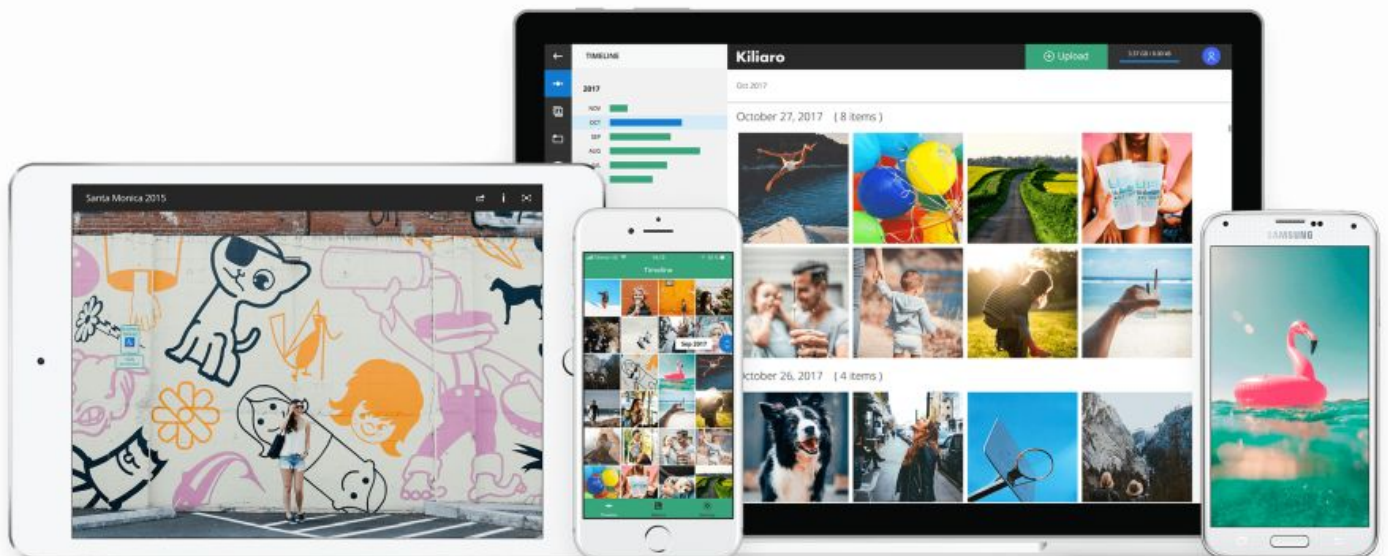 TIMELINE
Kiliaro
Upload
2017
Oct 2017
NOV
OCT
SEP
AUG
JUL
October 27, 2017 ( 8 items )
October 26, 2017 ( 4 items )
Santa Monica 2015
Timeline
Sep 2017
SAMSUNG